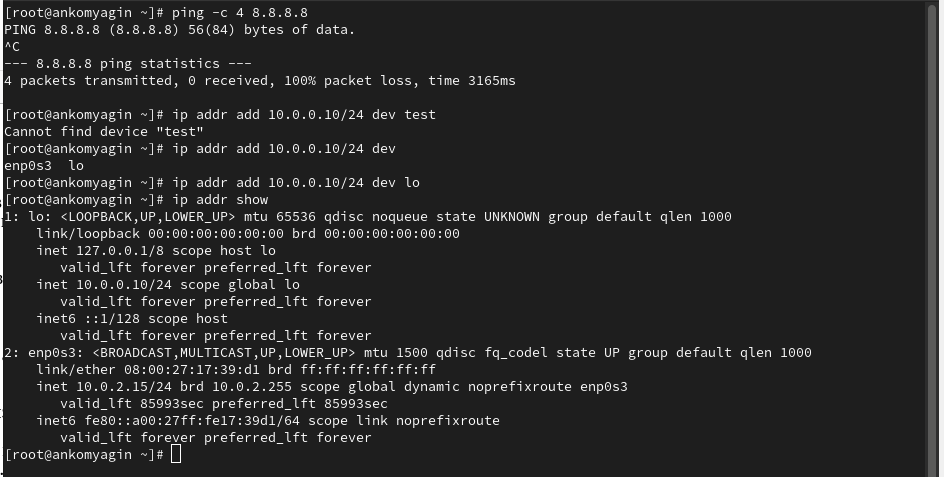 [root@ankomyagin ~]# ping -c 4 8.8.8.8
PING 8.8.8.8 (8.8.8.8) 56(84) bytes of data.
^C
--- 8.8.8.8 ping statistics ---
4 packets transmitted, 0 received, 100% packet loss, time 3165ms

[root@ankomyagin ~]# ip addr add 10.0.0.10/24 dev test
Cannot find device "test"
[root@ankomyagin ~]# ip addr add 10.0.0.10/24 dev
enp0s3  lo
[root@ankomyagin ~]# ip addr add 10.0.0.10/24 dev lo
[root@ankomyagin ~]# ip addr show
1: lo: <LOOPBACK,UP,LOWER_UP> mtu 65536 qdisc noqueue state UNKNOWN group default qlen 1000
    link/loopback 00:00:00:00:00:00 brd 00:00:00:00:00:00
    inet 127.0.0.1/8 scope host lo
       valid_lft forever preferred_lft forever
    inet 10.0.0.10/24 scope global lo
       valid_lft forever preferred_lft forever
    inet6 ::1/128 scope host
       valid_lft forever preferred_lft forever
2: enp0s3: <BROADCAST,MULTICAST,UP,LOWER_UP> mtu 1500 qdisc fq_codel state UP group default qlen 1000
    link/ether 08:00:27:17:39:d1 brd ff:ff:ff:ff:ff:ff
    inet 10.0.2.15/24 brd 10.0.2.255 scope global dynamic noprefixroute enp0s3
       valid_lft 85993sec preferred_lft 85993sec
    inet6 fe80::a00:27ff:fe17:39d1/64 scope link noprefixroute
       valid_lft forever preferred_lft forever
[root@ankomyagin ~]#